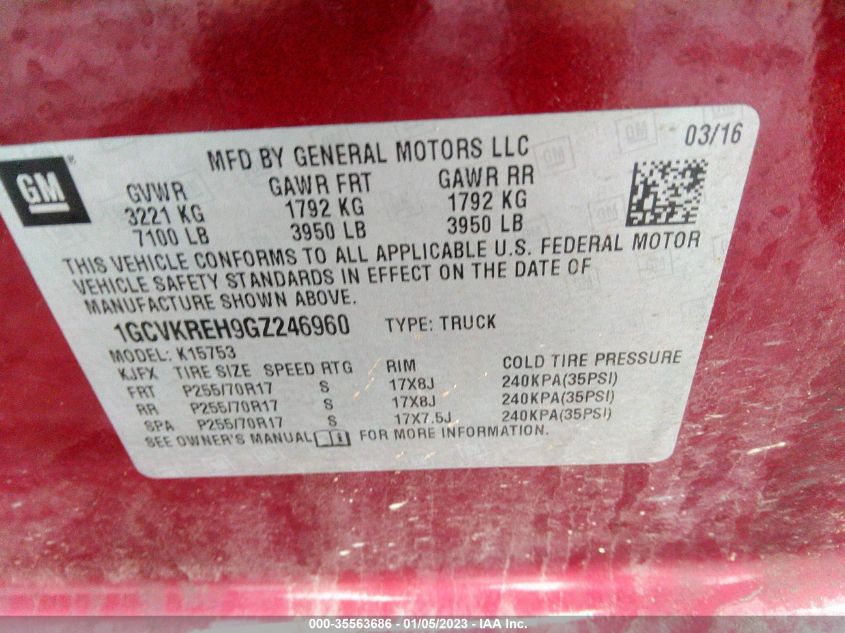 03/16
MFD BY GENERAL MOTORS LLC
GM®
GVWR GAWR FRT GAWR RR
3221 KG 1792 KG 1792 KG
7100 LB 3950 LB 3950 LB
THIS VEHICLE CONFORMS TO ALL APPLICABLE U.S. FEDERAL MOTOR
VEHICLE SAFETY STANDARDS IN EFFECT ON THE DATE OF
MANUFACTURE SHOWN ABOVE.
1GCVKREH9GZ246960 TYPE: TRUCK
MODEL: K15753
KJFX TIRE SIZE SPEED RTG RIM COLD TIRE PRESSURE
FRT P255/70R17 S 17X8J 240KPA(35PSI)
RR P255/70R17 S 17X8J 240KPA(35PSI)
SPA P255/70R17 S 17X7.5J 240KPA(35PSI)
SEE OWNER'S MANUAL FOR MORE INFORMATION.
000-35563686 - 01/05/2023 - IAA Inc.